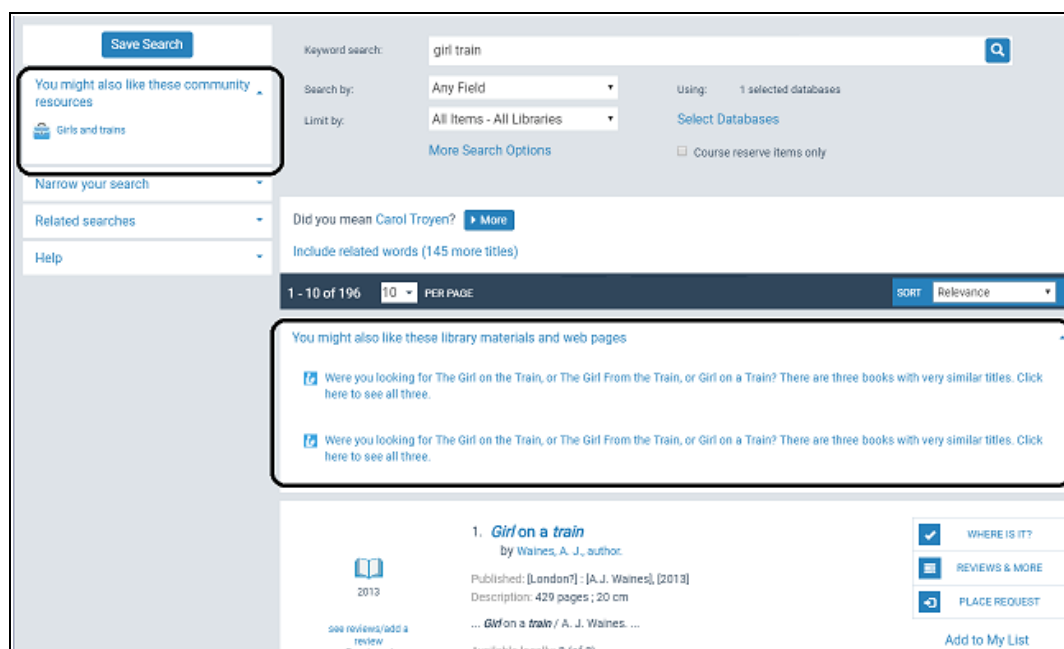 Save Search
You might also like these community
resources
Girls and trains
Narrow your search
Related searches
Help
Keyword search:
girl train
Search by:
Any Field
Using:
1 selected databases
Limit by:
All Items - All Libraries
Select Databases
More Search Options
Course reserve items only
Did you mean Carol Troyen?
More
Include related words (145 more titles)
1 - 10 of 196
10
PER PAGE
SORT
Relevance
You might also like these library materials and web pages
Were you looking for The Girl on the Train, or The Girl From the Train, or Girl on a Train? There are three books with very similar titles. Click
here to see all three.
Were you looking for The Girl on the Train, or The Girl From the Train, or Girl on a Train? There are three books with very similar titles. Click
here to see all three.
2013
see reviews/add a
review
1. Girl on a train
by Waines, A. J., author.
Published: [London?] : [A.J. Waines], [2013]
Description: 429 pages ; 20 cm
... Girl on a train / A. J. Waines. ...
WHERE IS IT?
REVIEWS & MORE
PLACE REQUEST
Add to My List